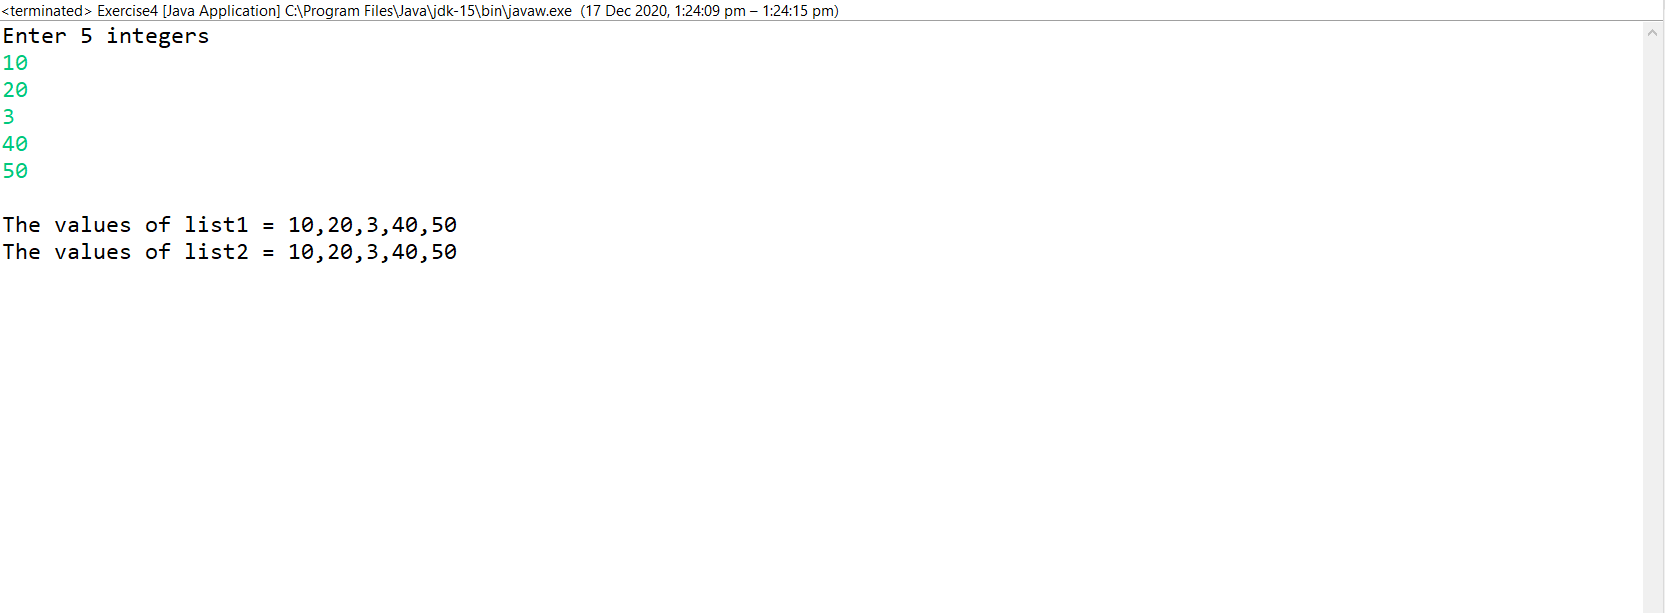 <terminated> Exercise4 [Java Application] C:\Program Files\Java\jdk-15\bin\javaw.exe (17 Dec 2020, 1:24:09 pm – 1:24:15 pm)
Enter 5 integers
10
20
3
40
50
The values of list1 = 10,20,3,40,50
The values of list2 = 10,20,3,40,50